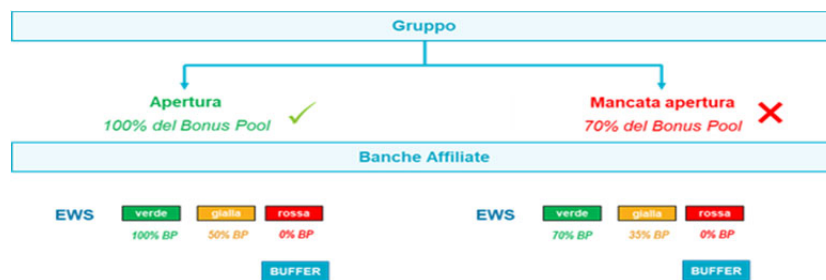 Gruppo
Apertura
100% del Bonus Pool
Mancata apertura
70% del Bonus Pool
Banche Affiliate
EWS verde gialla rossa
100% BP 50% BP 0% BP
BUFFER
EWS verde gialla rossa
70% BP 35% BP 0% BP
BUFFER